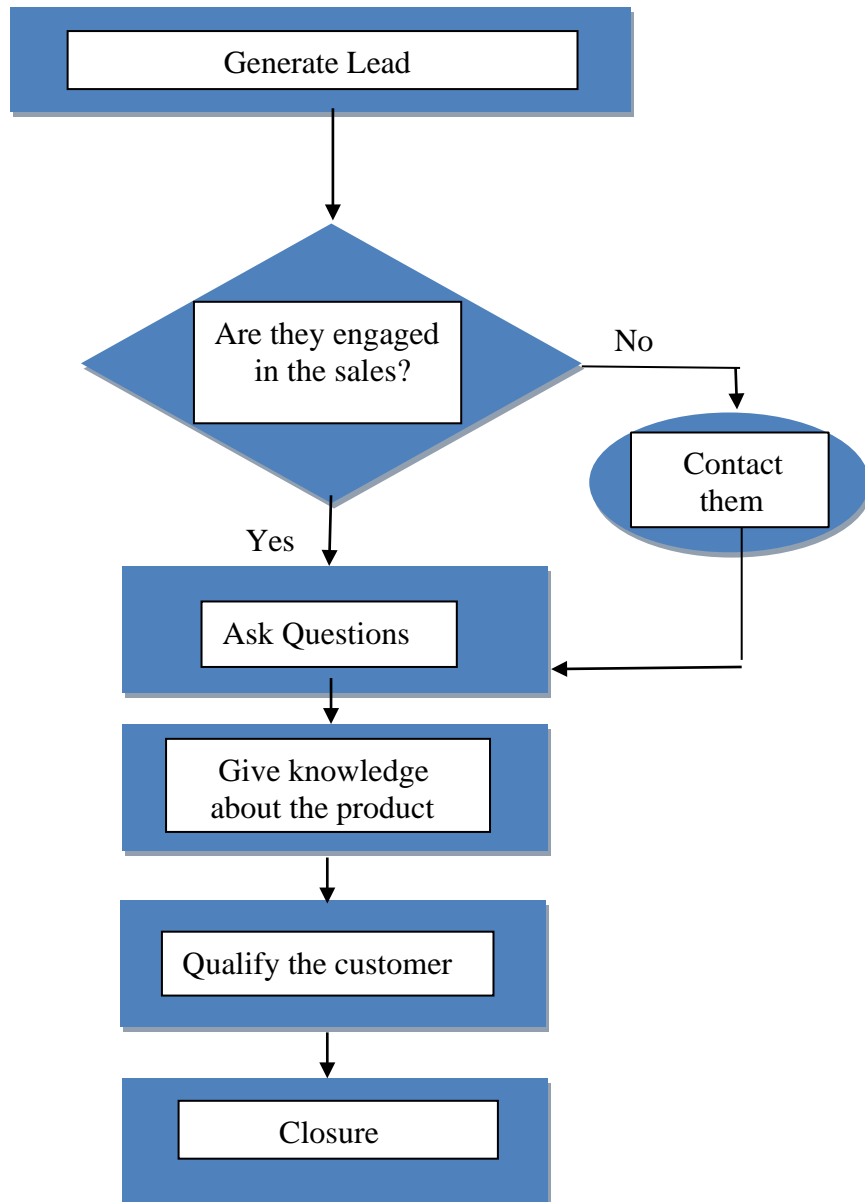 Generate Lead
Are they engaged
in the sales?
No
Contact
them
Yes
Ask Questions
Give knowledge
about the product
Qualify the customer
Closure